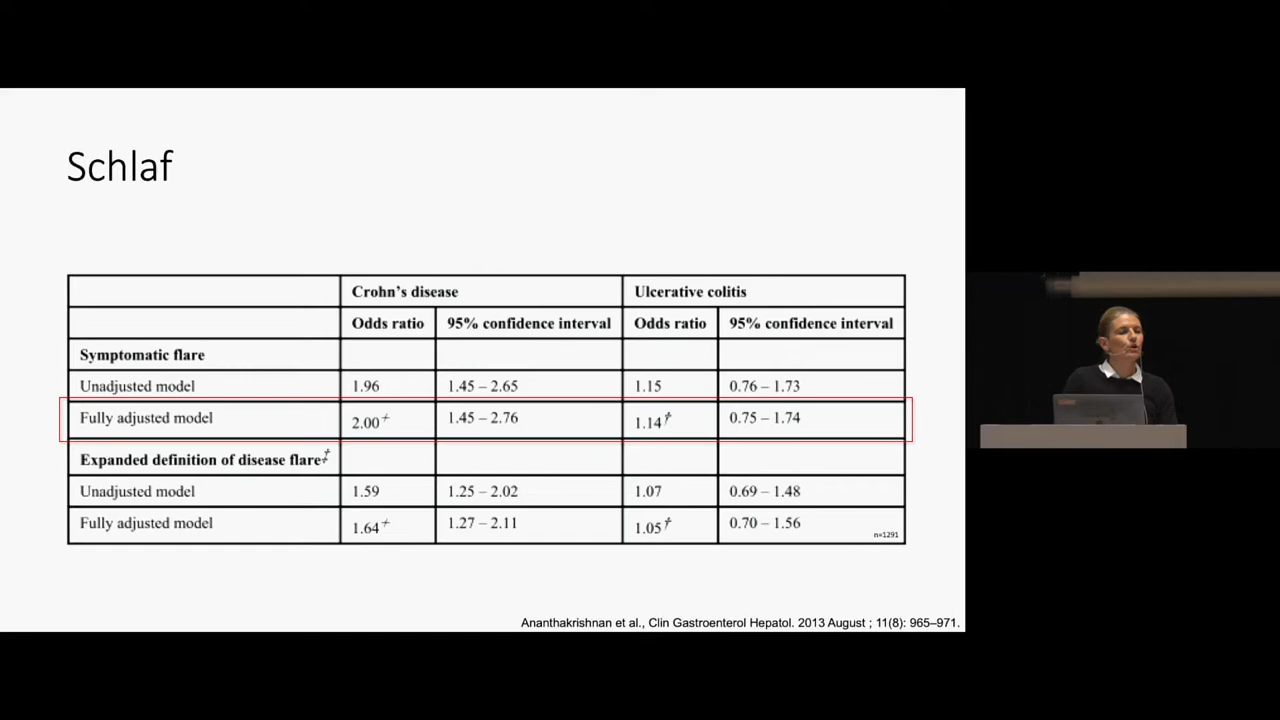 Schlaf
Crohn's disease Ulcerative colitis
Odds ratio 95% confidence interval Odds ratio 95% confidence interval
Symptomatic flare
Unadjusted model 1.96 1.45 – 2.65 1.15 0.76 – 1.73
Fully adjusted model 2.00+ 1.45 – 2.76 1.14† 0.75 – 1.74
Expanded definition of disease flare‡
Unadjusted model 1.59 1.25 – 2.02 1.07 0.69 – 1.48
Fully adjusted model 1.64+ 1.27 – 2.11 1.05† 0.70 – 1.56
n=1291
Ananthakrishnan et al., Clin Gastroenterol Hepatol. 2013 August ; 11(8): 965–971.